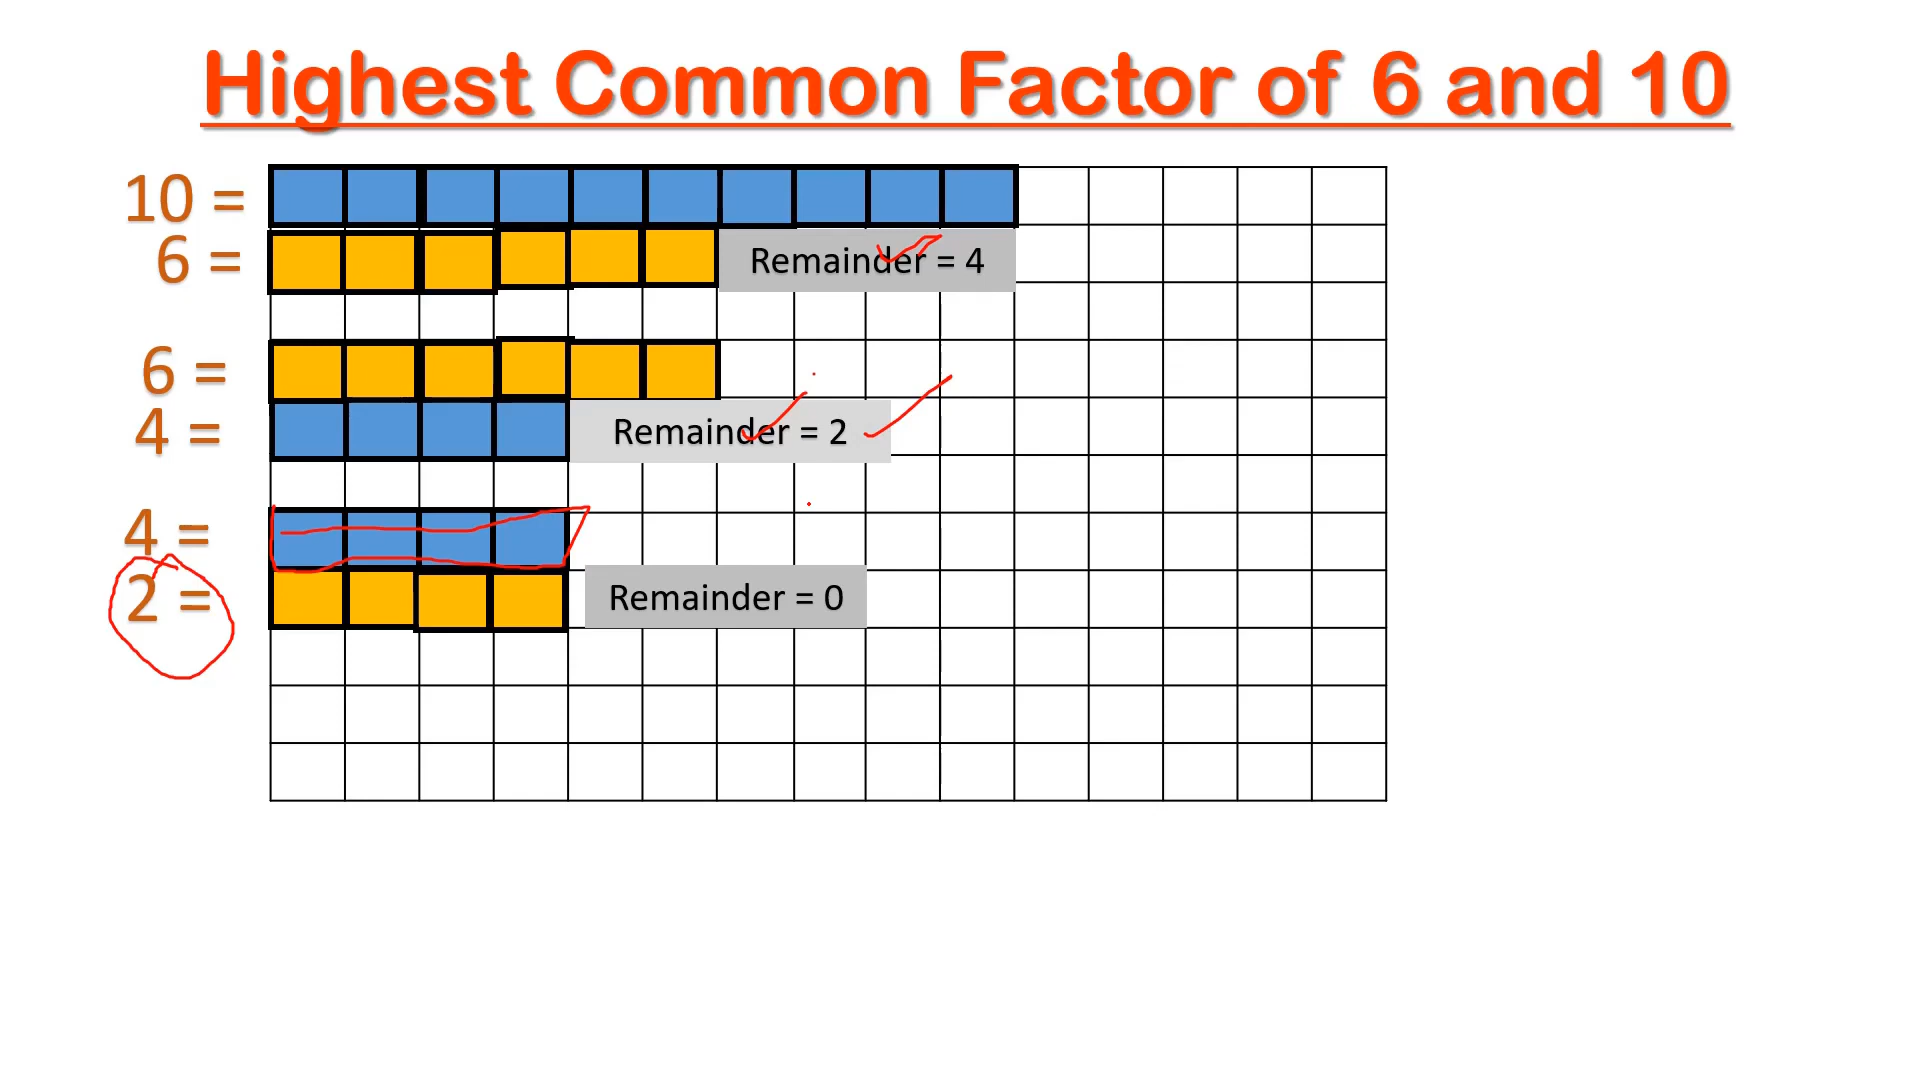 Highest Common Factor of 6 and 10
10 =
6 =
Remainder = 4
6 =
4 =
Remainder = 2
4 =
2 =
Remainder = 0